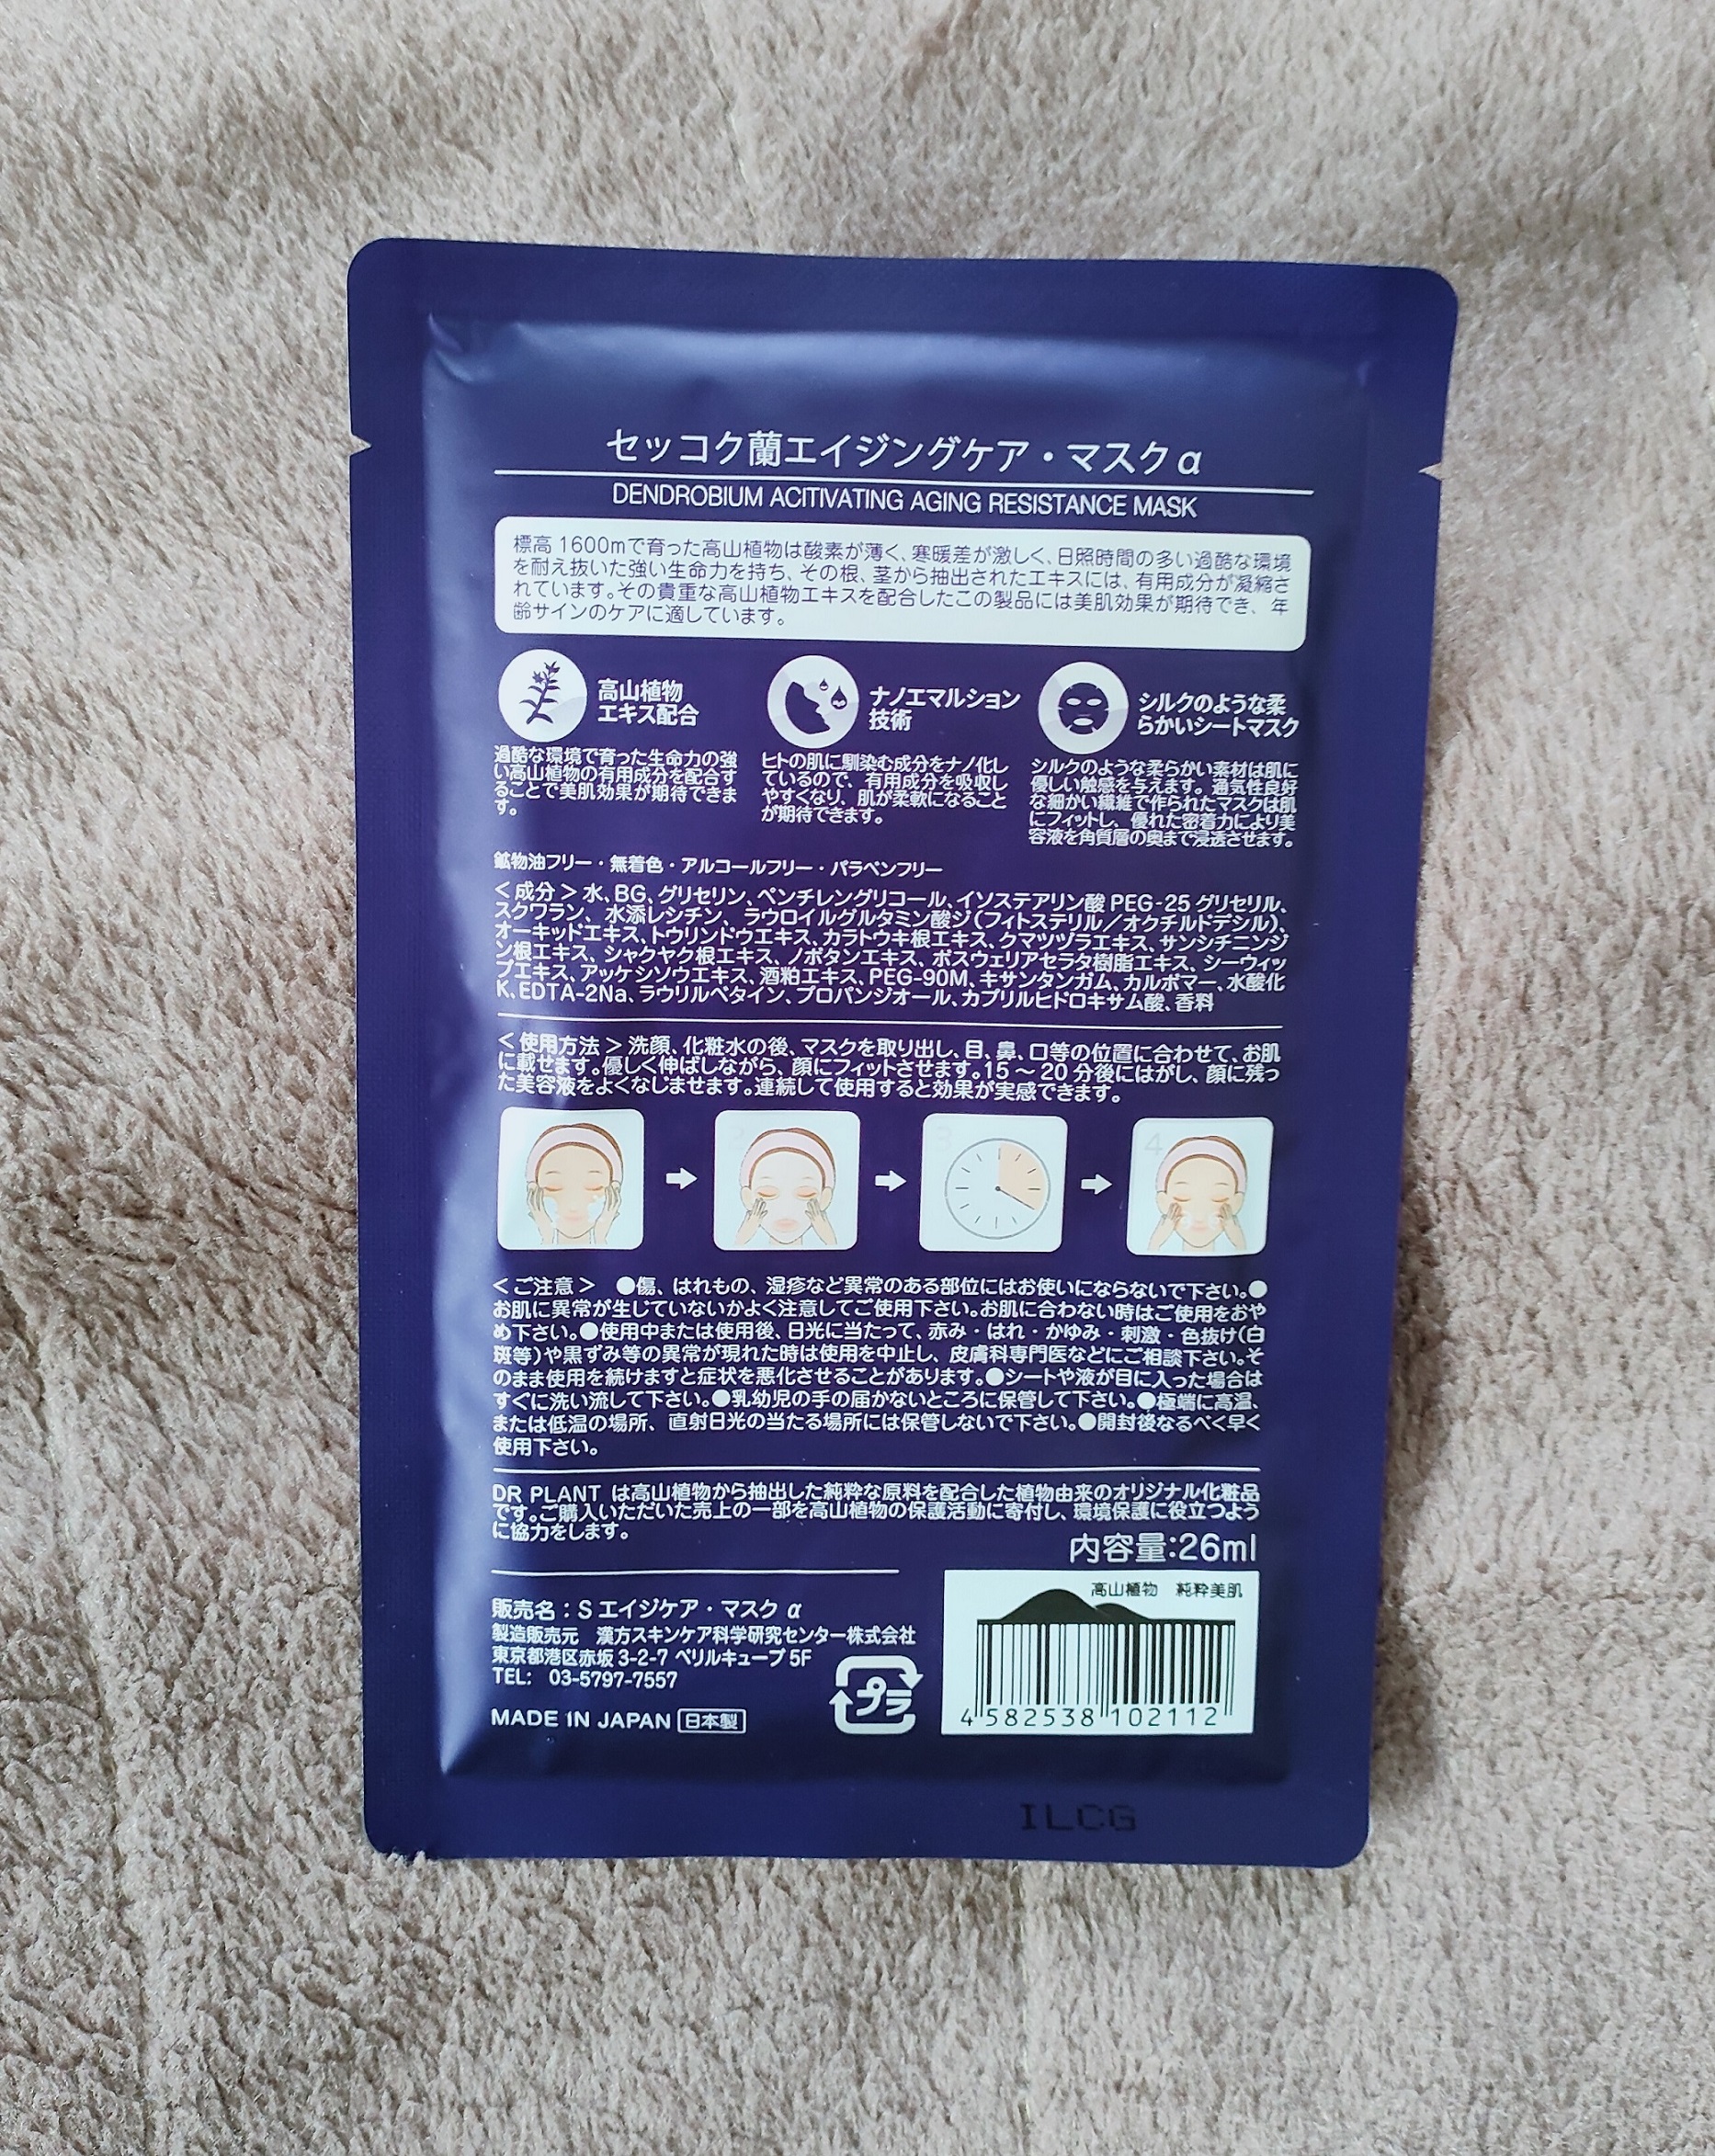 セッコク蘭エイジングケア・マスクα
DENDROBIUM ACITIVATING AGING RESISTANCE MASK
標高1600mで育った高山植物は酸素が薄く、寒暖差が激しく、日照時間の多い過酷な環境
を耐え抜いた強い生命力を持ち、その根、茎から抽出されたエキスには、有用成分が凝縮さ
れています。その貴重な高山植物エキスを配合したこの製品には美肌効果が期待でき、年
齢サインのケアに適しています。
高山植物
エキス配合
過酷な環境で育った生命力の強
い高山植物の有用成分を配合す
ることで美肌効果が期待できま
す。
ナノエマルション
技術
ヒトの肌に馴染む成分をナノ化し
ているので、有用成分を吸収し
やすくなり、肌が柔軟になること
が期待できます。
シルクのような柔
らかいシートマスク
シルクのような柔らかい素材は肌に
優しい触感を与えます。通気性良好
な細かい繊維で作られたマスクは肌
にフィットし、優れた密着力により美
容液を角質層の奥まで浸透させます。
鉱物油フリー・無着色・アルコールフリー・パラベンフリー
＜成分＞水、BG、グリセリン、ペンチレングリコール、イソステアリン酸PEG-25グリセリル、
スクワラン、水添レシチン、ラウロイルグルタミン酸ジ(フイトステリル/オクチルドデシル)、
オーキッドエキス、トウリンドウエキス、カラトウキ根エキス、クマツヅラエキス、サンシチニンジ
ン根エキス、シャクヤク根エキス、ノボタンエキス、ボスウェリアセラタ樹脂エキス、シーウィッ
プエキス、アッケシソウエキス、酒粕エキス、PEG-90M、キサンタンガム、カルボマー、水酸化
K、EDTA-2Na、ラウリルベタイン、プロパンジオール、カプリルヒドロキサム酸、香料
＜使用方法＞洗顔、化粧水の後、マスクを取り出し、目、鼻、口等の位置に合わせて、お肌
に載せます。優しく伸ばしながら、顔にフィットさせます。15～20分後にはがし、顔に残っ
た美容液をよくなじませます。連続して使用すると効果が実感できます。
4
＜ご注意＞ ●傷、はれもの、湿疹など異常のある部位にはお使いにならないで下さい。●
お肌に異常が生じていないかよく注意してご使用下さい。お肌に合わない時はご使用をおや
め下さい。●使用中または使用後、日光に当たって、赤み・はれ・かゆみ・刺激・色抜け(白
斑等)や黒ずみ等の異常が現れた時は使用を中止し、皮膚科専門医などにご相談下さい。そ
のまま使用を続けますと症状を悪化させることがあります。●シートや液が目に入った場合は
すぐに洗い流して下さい。●乳幼児の手の届かないところに保管して下さい。●極端に高温、
または低温の場所、直射日光の当たる場所には保管しないで下さい。●開封後なるべく早く
使用下さい。
DR PLANT は高山植物から抽出した純粋な原料を配合した植物由来のオリジナル化粧品
です。ご購入いただいた売上の一部を高山植物の保護活動に寄付し、環境保護に役立つよう
に協力をします。
内容量:26ml
販売名：S エイジケア・マスク α
製造販売元 漢方スキンケア科学研究センター株式会社
東京都港区赤坂3-2-7 ベリルキューブ5F
TEL: 03-5797-7557
MADE IN JAPAN 日本製
プラ
高山植物 純粋美肌
4 582538 102112
ILCG